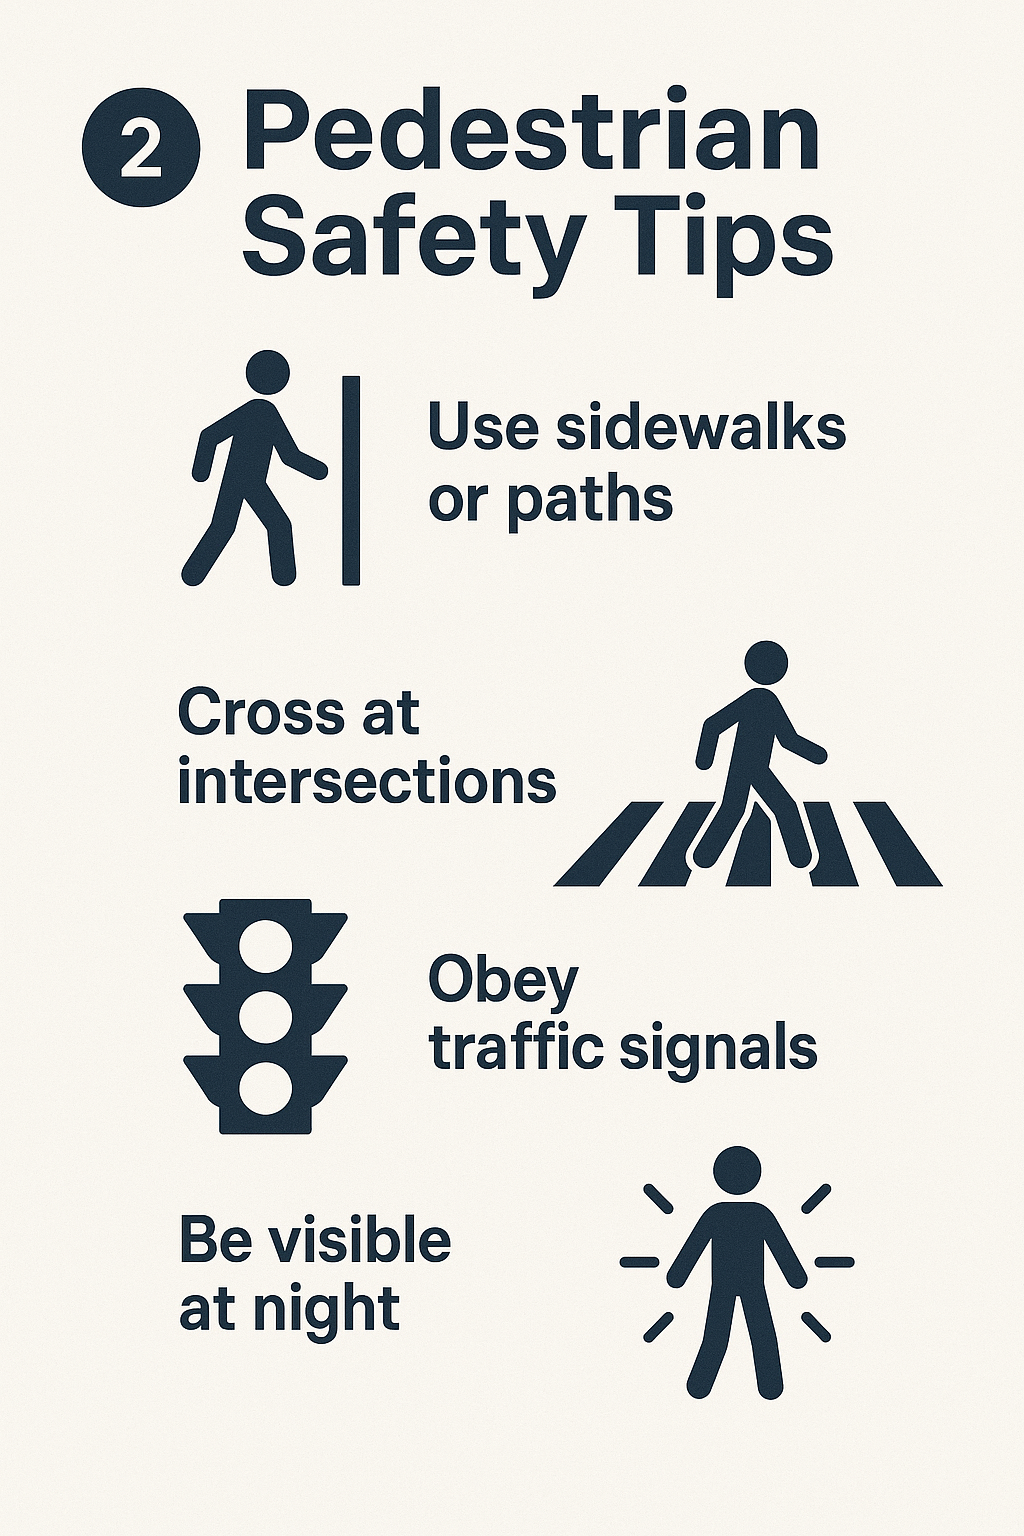 2 Pedestrian
Safety Tips
Use sidewalks
or paths
Cross at
intersections
Obey
traffic signals
Be visible
at night